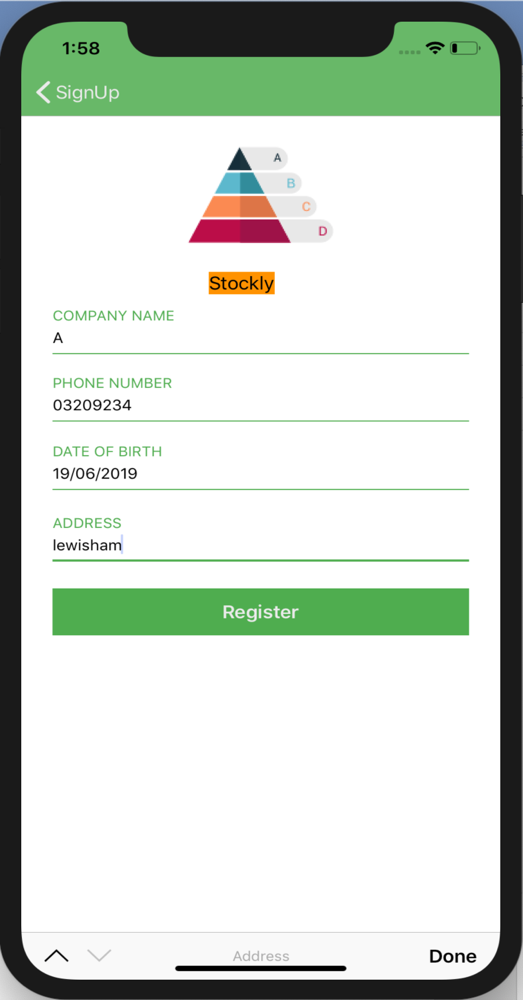 1:58
SignUp
A
B
C
D
Stockly
COMPANY NAME
A
PHONE NUMBER
03209234
DATE OF BIRTH
19/06/2019
ADDRESS
lewisham
Register
Address
Done